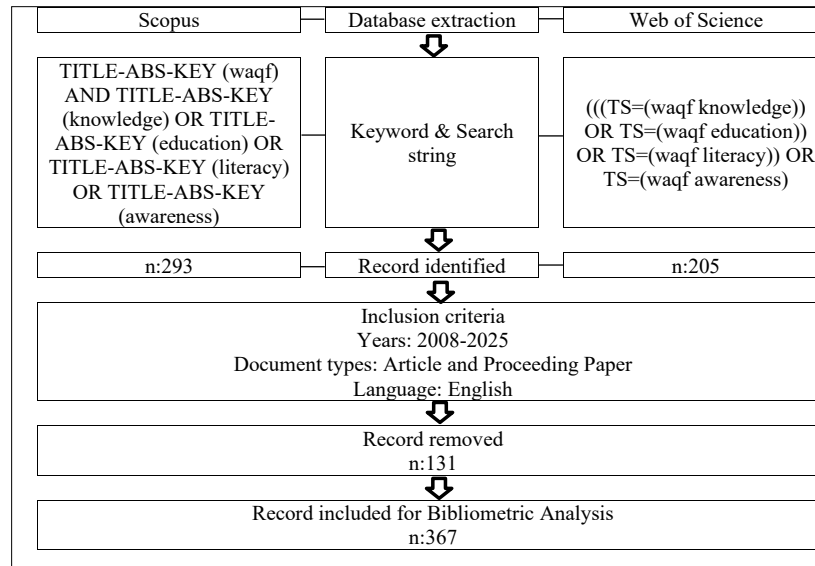 Scopus
Database extraction
Web of Science
TITLE-ABS-KEY (waqf)
AND TITLE-ABS-KEY
(knowledge) OR TITLE-
ABS-KEY (education) OR
TITLE-ABS-KEY (literacy)
OR TITLE-ABS-KEY
(awareness)
Keyword & Search
string
(((TS=(waqf knowledge))
OR TS=(waqf education))
OR TS=(waqf literacy)) OR
TS=(waqf awareness)
n:293
Record identified
n:205
Inclusion criteria
Years: 2008-2025
Document types: Article and Proceeding Paper
Language: English
Record removed
n:131
Record included for Bibliometric Analysis
n:367